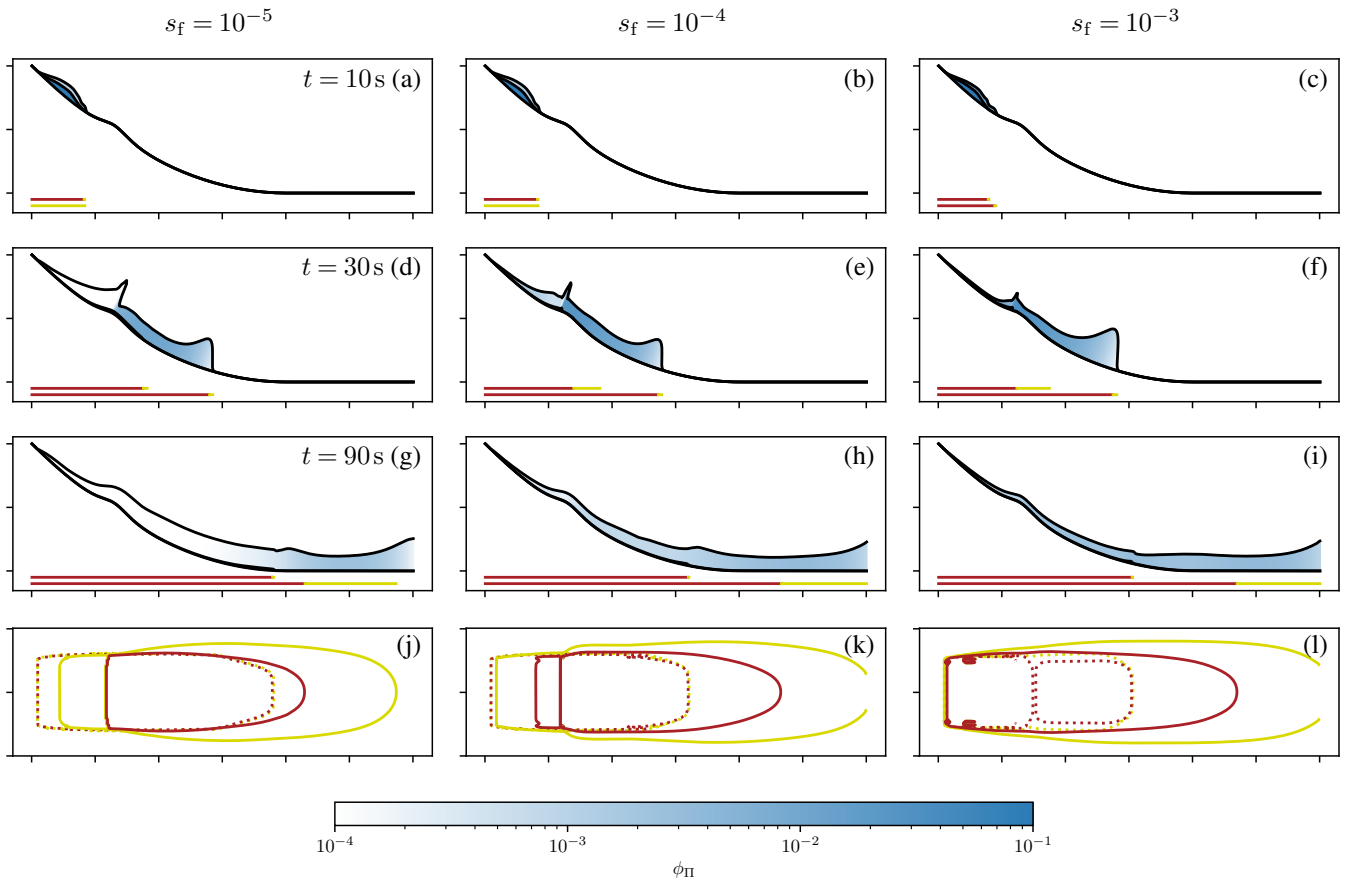 s_f = 10^{-5} s_f = 10^{-4} s_f = 10^{-3}
t = 10 s (a) (b) (c)
t = 30 s (d) (e) (f)
t = 90 s (g) (h) (i)
(j) (k) (l)
10^{-4} 10^{-3} 10^{-2} 10^{-1}
ϕ_Π